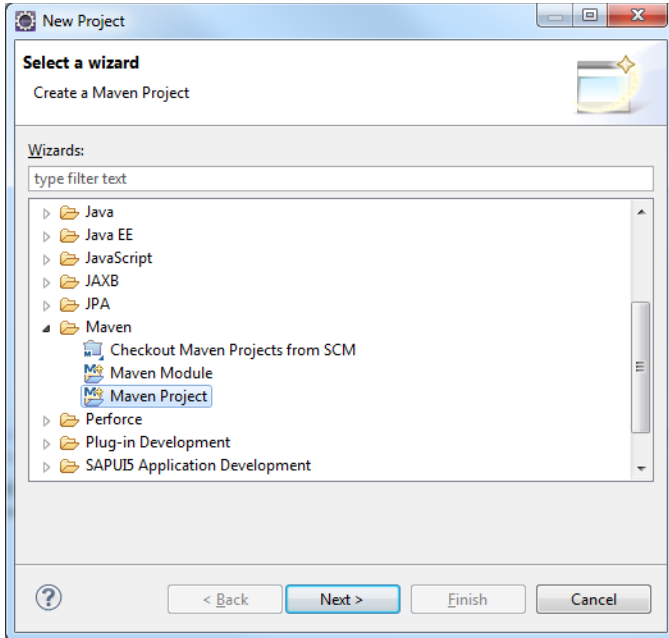 New Project
Select a wizard
Create a Maven Project
Wizards:
type filter text
Java
Java EE
JavaScript
JAXB
JPA
Maven
Checkout Maven Projects from SCM
Maven Module
Maven Project
Perforce
Plug-in Development
SAPUI5 Application Development
?
< Back Next > Finish Cancel